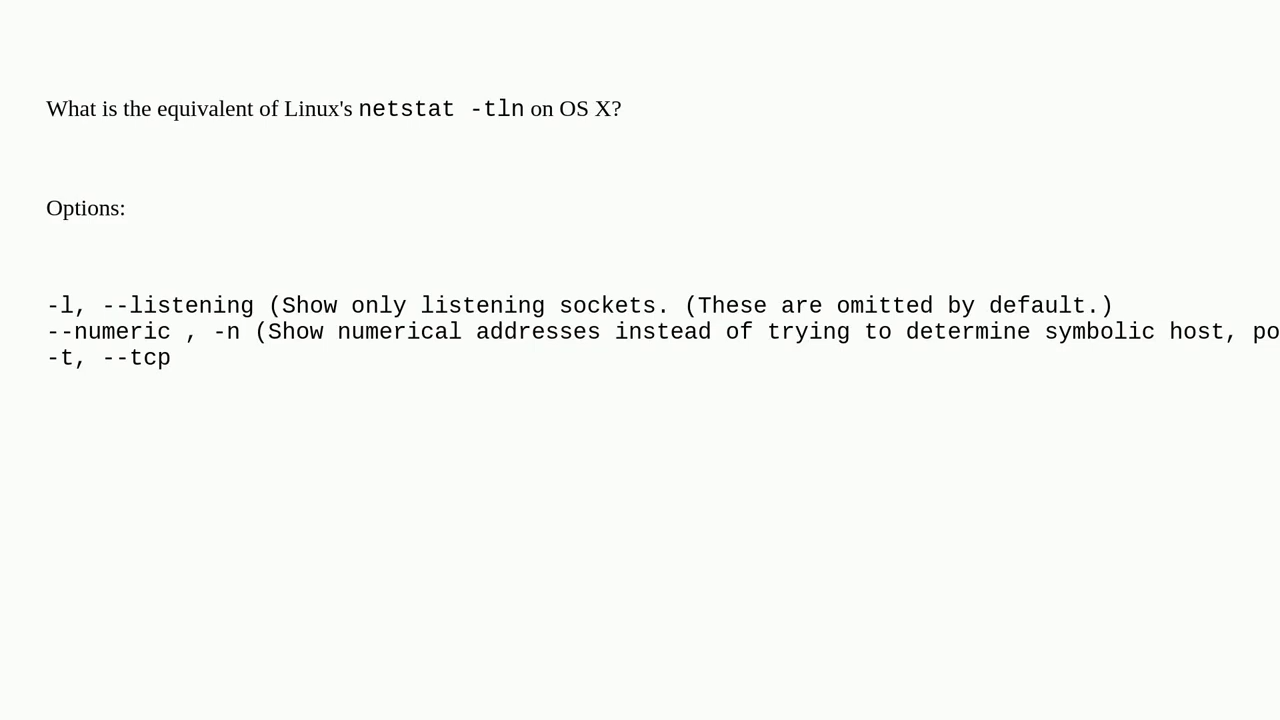 What is the equivalent of Linux's netstat -tln on OS X?
Options:
-l, --listening (Show only listening sockets. (These are omitted by default.)
--numeric , -n (Show numerical addresses instead of trying to determine symbolic host, po
-t, --tcp